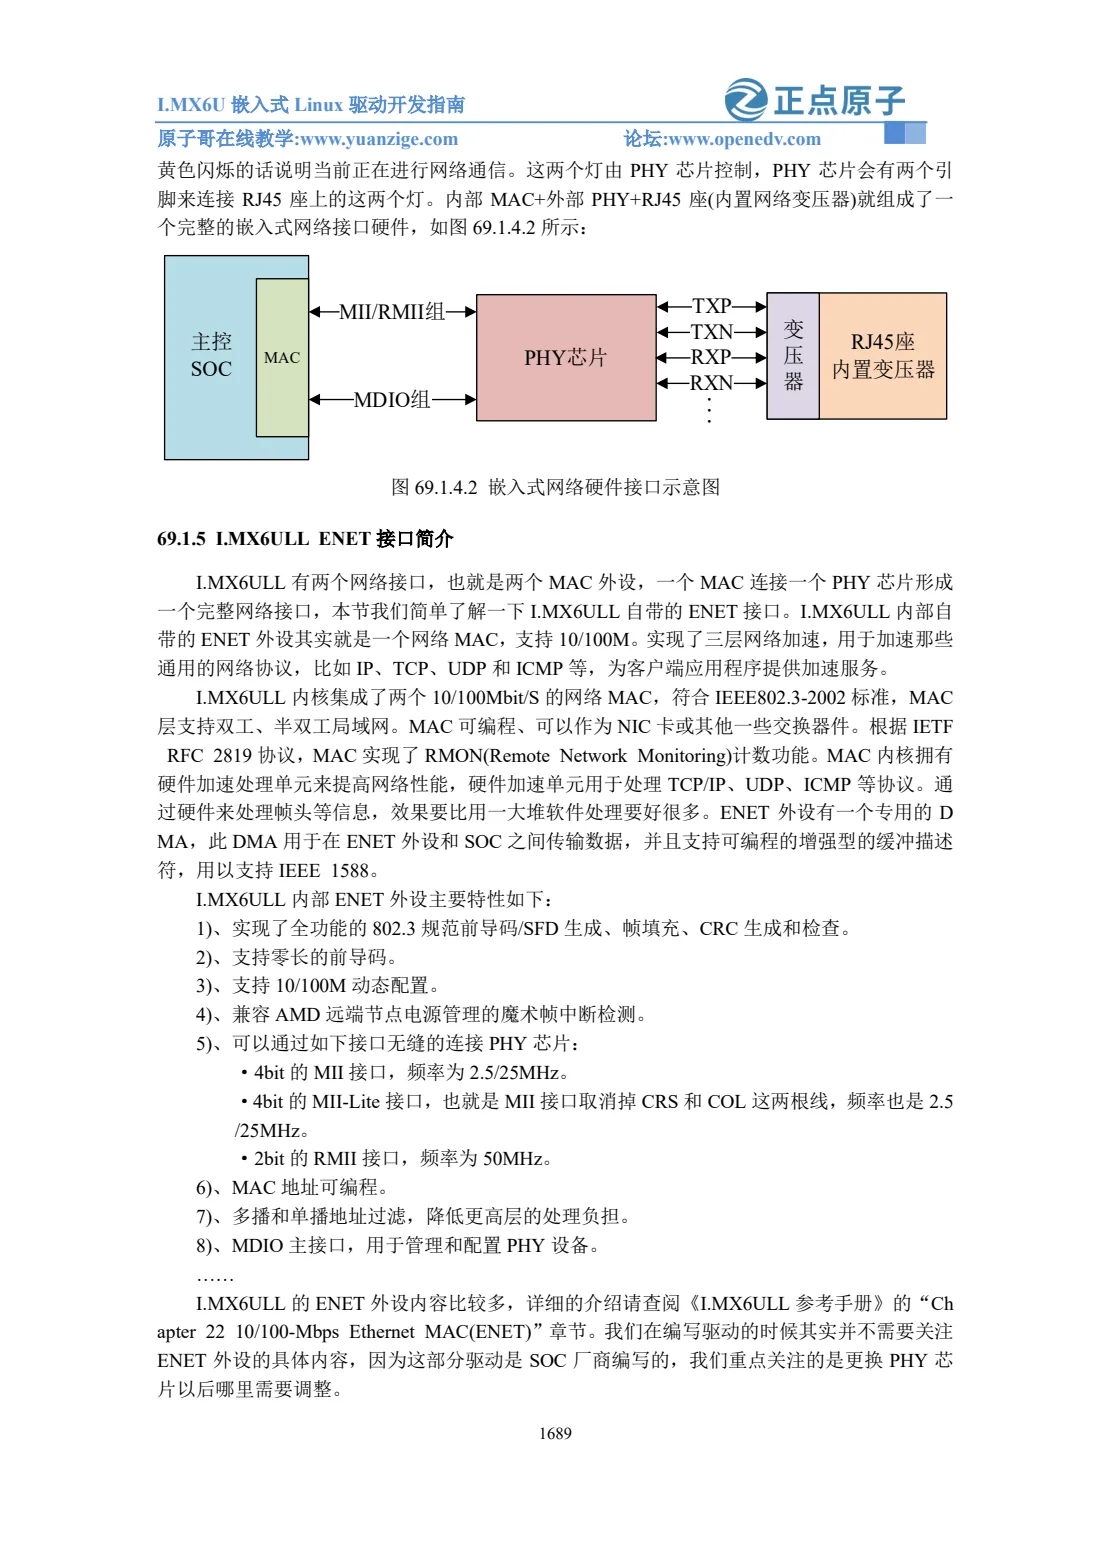 I.MX6U 嵌入式 Linux 驱动开发指南
正点原子
原子哥在线教学:www.yuanzige.com 论坛:www.openedv.com
黄色闪烁的话说明当前正在进行网络通信。这两个灯由 PHY 芯片控制，PHY 芯片会有两个引
脚来连接 RJ45 座上的这两个灯。内部 MAC+外部 PHY+RJ45 座(内置网络变压器)就组成了一
个完整的嵌入式网络接口硬件，如图 69.1.4.2 所示：
主控
SOC
MAC
MII/RMII组
MDIO组
PHY芯片
TXP
TXN
RXP
RXN
变
压
器
RJ45座
内置变压器
图 69.1.4.2 嵌入式网络硬件接口示意图
69.1.5 I.MX6ULL ENET 接口简介
I.MX6ULL 有两个网络接口，也就是两个 MAC 外设，一个 MAC 连接一个 PHY 芯片形成
一个完整网络接口，本节我们简单了解一下 I.MX6ULL 自带的 ENET 接口。I.MX6ULL 内部自
带的 ENET 外设其实就是一个网络 MAC，支持 10/100M。实现了三层网络加速，用于加速那些
通用的网络协议，比如 IP、TCP、UDP 和 ICMP 等，为客户端应用程序提供加速服务。
I.MX6ULL 内核集成了两个 10/100Mbit/S 的网络 MAC，符合 IEEE802.3-2002 标准，MAC
层支持双工、半双工局域网。MAC 可编程、可以作为 NIC 卡或其他一些交换器件。根据 IETF
RFC 2819 协议，MAC 实现了 RMON(Remote Network Monitoring)计数功能。MAC 内核拥有
硬件加速处理单元来提高网络性能，硬件加速单元用于处理 TCP/IP、UDP、ICMP 等协议。通
过硬件来处理帧头等信息，效果要比用一大堆软件处理要好很多。ENET 外设有一个专用的 D
MA，此 DMA 用于在 ENET 外设和 SOC 之间传输数据，并且支持可编程的增强型的缓冲描述
符，用以支持 IEEE 1588。
I.MX6ULL 内部 ENET 外设主要特性如下：
1)、实现了全功能的 802.3 规范前导码/SFD 生成、帧填充、CRC 生成和检查。
2)、支持零长的前导码。
3)、支持 10/100M 动态配置。
4)、兼容 AMD 远端节点电源管理的魔术帧中断检测。
5)、可以通过如下接口无缝的连接 PHY 芯片：
·4bit 的 MII 接口，频率为 2.5/25MHz。
·4bit 的 MII-Lite 接口，也就是 MII 接口取消掉 CRS 和 COL 这两根线，频率也是 2.5
/25MHz。
·2bit 的 RMII 接口，频率为 50MHz。
6)、MAC 地址可编程。
7)、多播和单播地址过滤，降低更高层的处理负担。
8)、MDIO 主接口，用于管理和配置 PHY 设备。
……
I.MX6ULL 的 ENET 外设内容比较多，详细的介绍请查阅《I.MX6ULL 参考手册》的“Ch
apter 22 10/100-Mbps Ethernet MAC(ENET)”章节。我们在编写驱动的时候其实并不需要关注
ENET 外设的具体内容，因为这部分驱动是 SOC 厂商编写的，我们重点关注的是更换 PHY 芯
片以后哪里需要调整。
1689